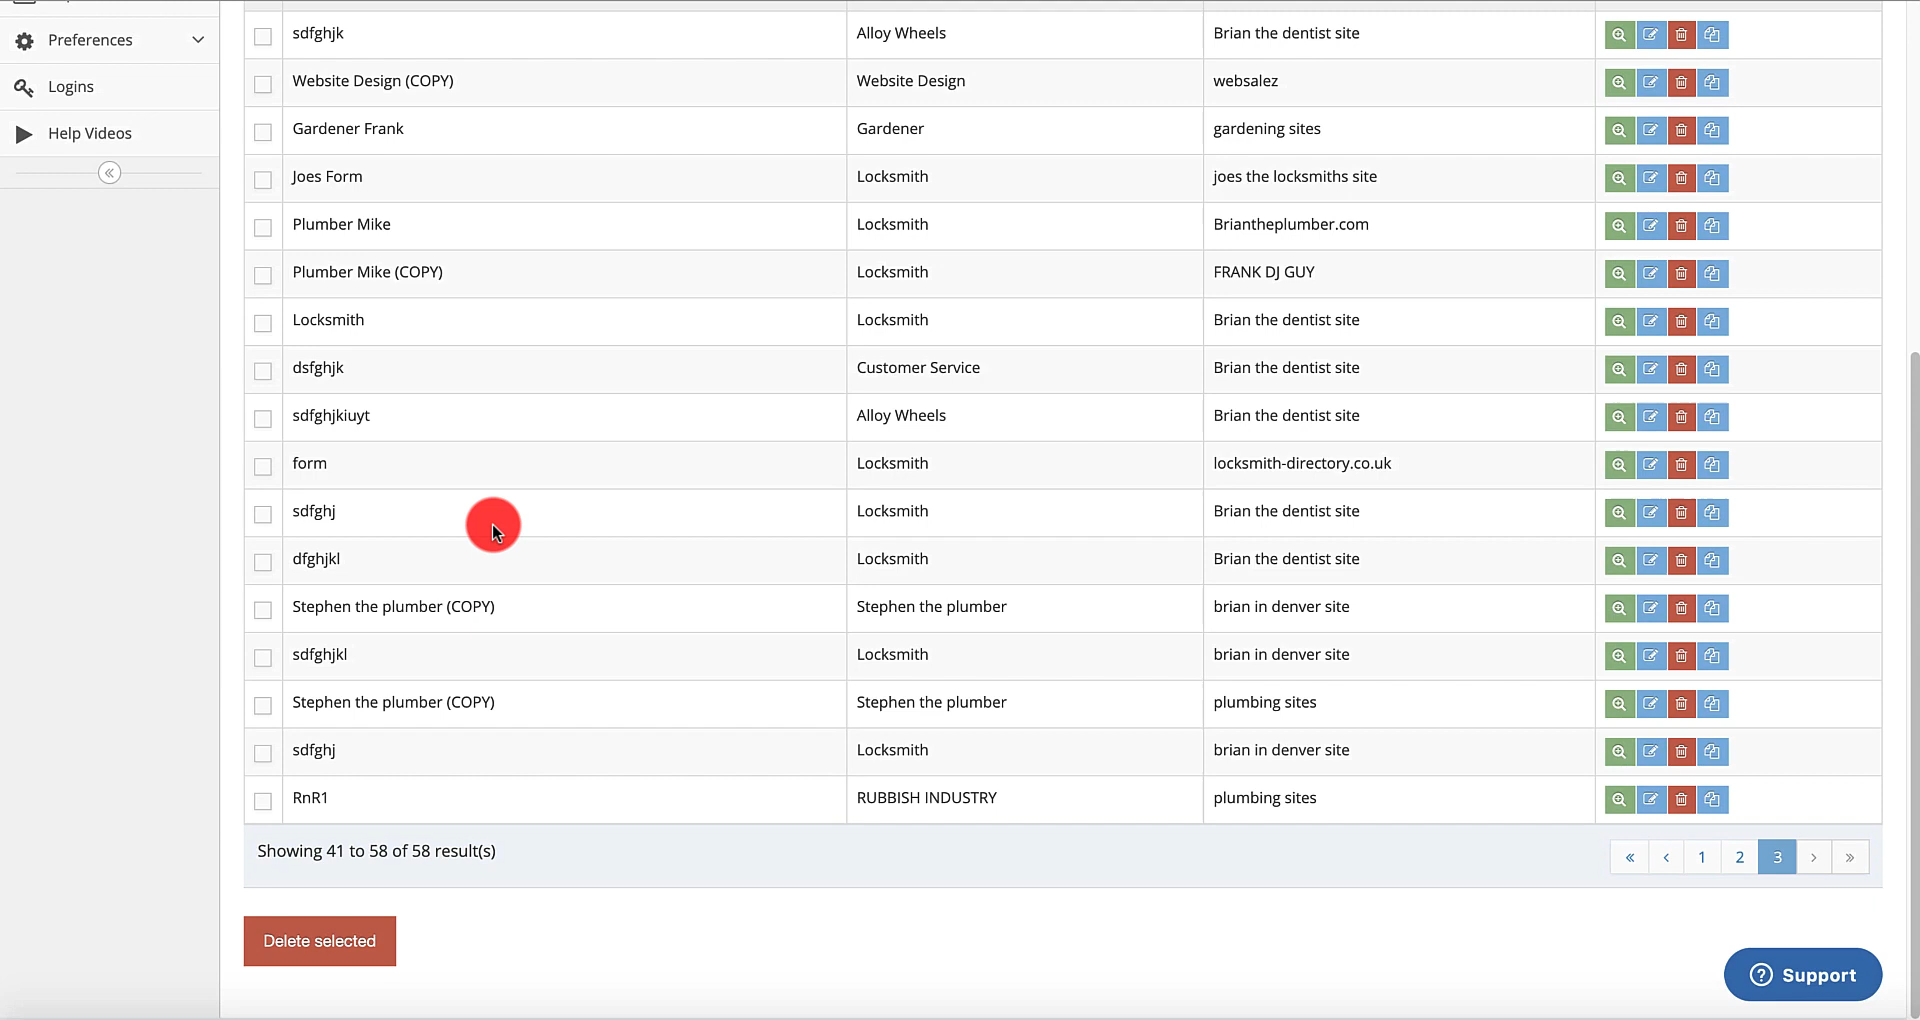 Preferences
Logins
Help Videos
sdfghjk Alloy Wheels Brian the dentist site
Website Design (COPY) Website Design websalez
Gardener Frank Gardener gardening sites
Joes Form Locksmith joes the locksmiths site
Plumber Mike Locksmith Briantheplumber.com
Plumber Mike (COPY) Locksmith FRANK DJ GUY
Locksmith Locksmith Brian the dentist site
dsfghjk Customer Service Brian the dentist site
sdfghjkiuyt Alloy Wheels Brian the dentist site
form Locksmith locksmith-directory.co.uk
sdfghj Locksmith Brian the dentist site
dfghjkl Locksmith Brian the dentist site
Stephen the plumber (COPY) Stephen the plumber brian in denver site
sdfghjkl Locksmith brian in denver site
Stephen the plumber (COPY) Stephen the plumber plumbing sites
sdfghj Locksmith brian in denver site
RnR1 RUBBISH INDUSTRY plumbing sites
Showing 41 to 58 of 58 result(s) « ‹ 1 2 3 › »
Delete selected
Support